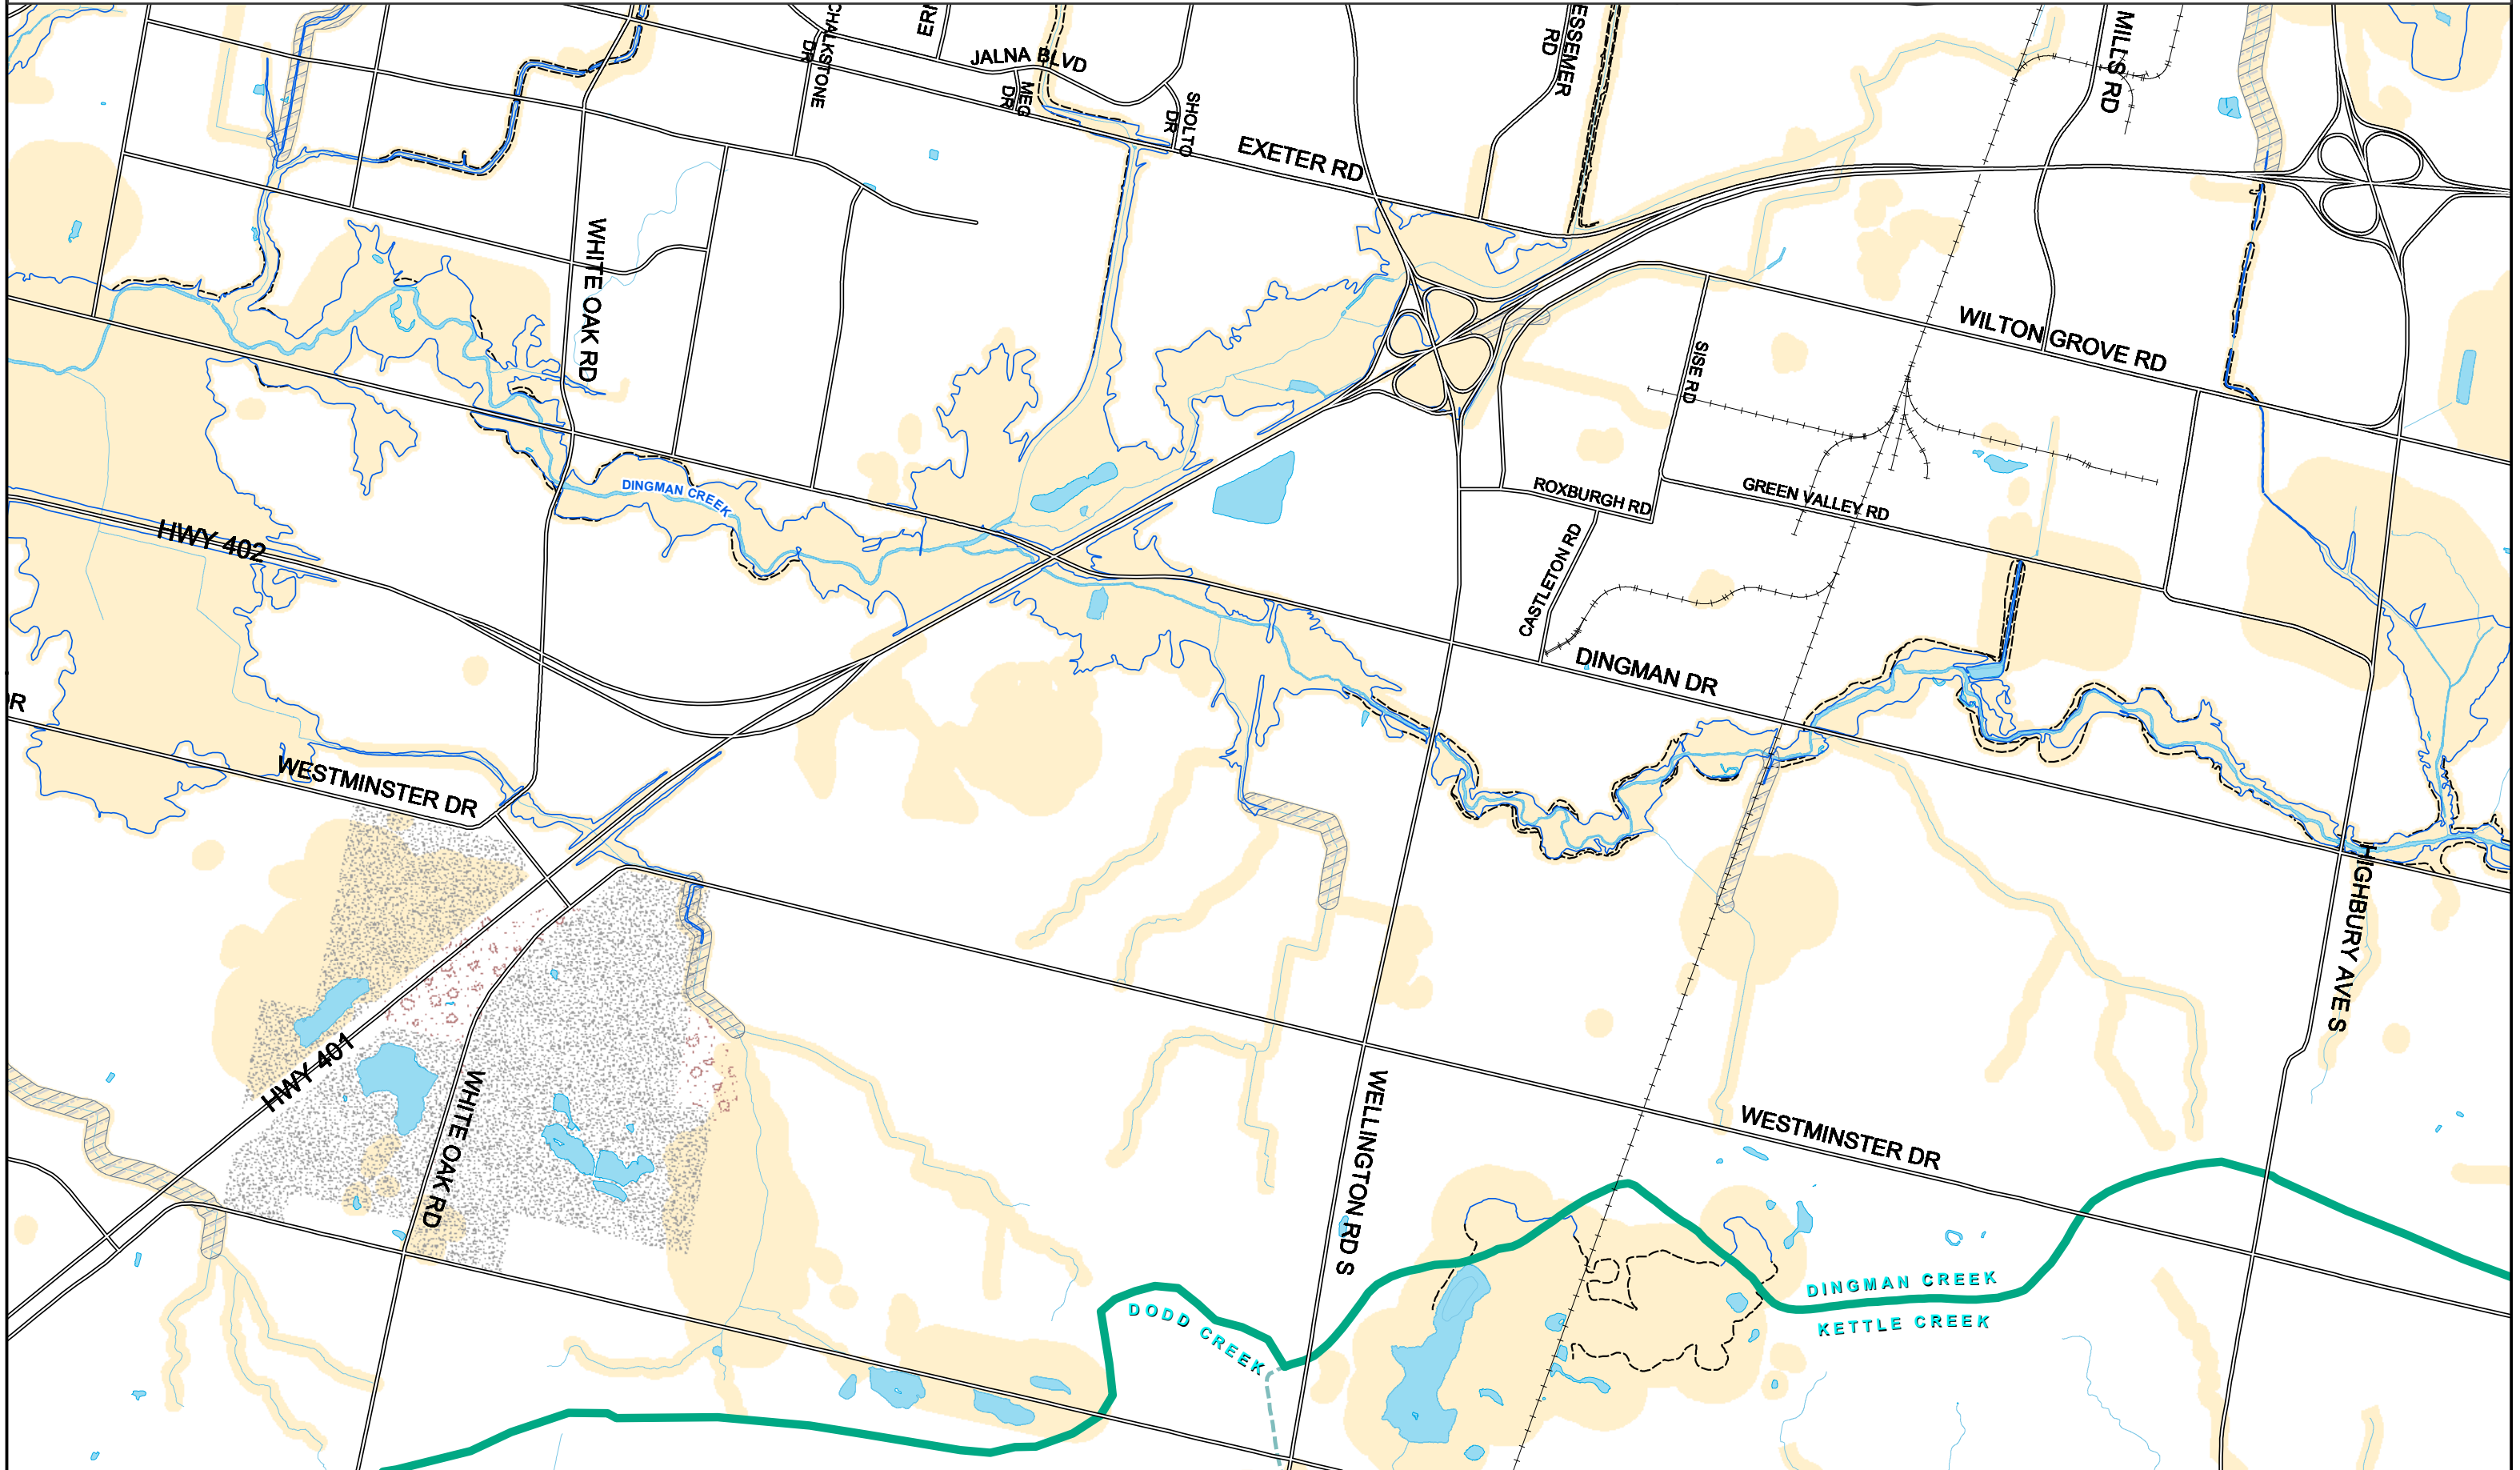 CHALKSTONE
DR
ERI
JALNA BLVD
MEG
DR
SHOLTO
DR
EXETER RD
ESSEMER
RD
MILLS RD
WHITE OAK RD
WILTON GROVE RD
SISE RD
DINGMAN CREEK
ROXBURGH RD
GREEN VALLEY RD
HWY 402
CASTLETON RD
DINGMAN DR
R
WESTMINSTER DR
HIGHBURY AVE S
HWY 401
WHITE OAK RD
WELLINGTON RD S
WESTMINSTER DR
DINGMAN CREEK
KETTLE CREEK
DODD CREEK